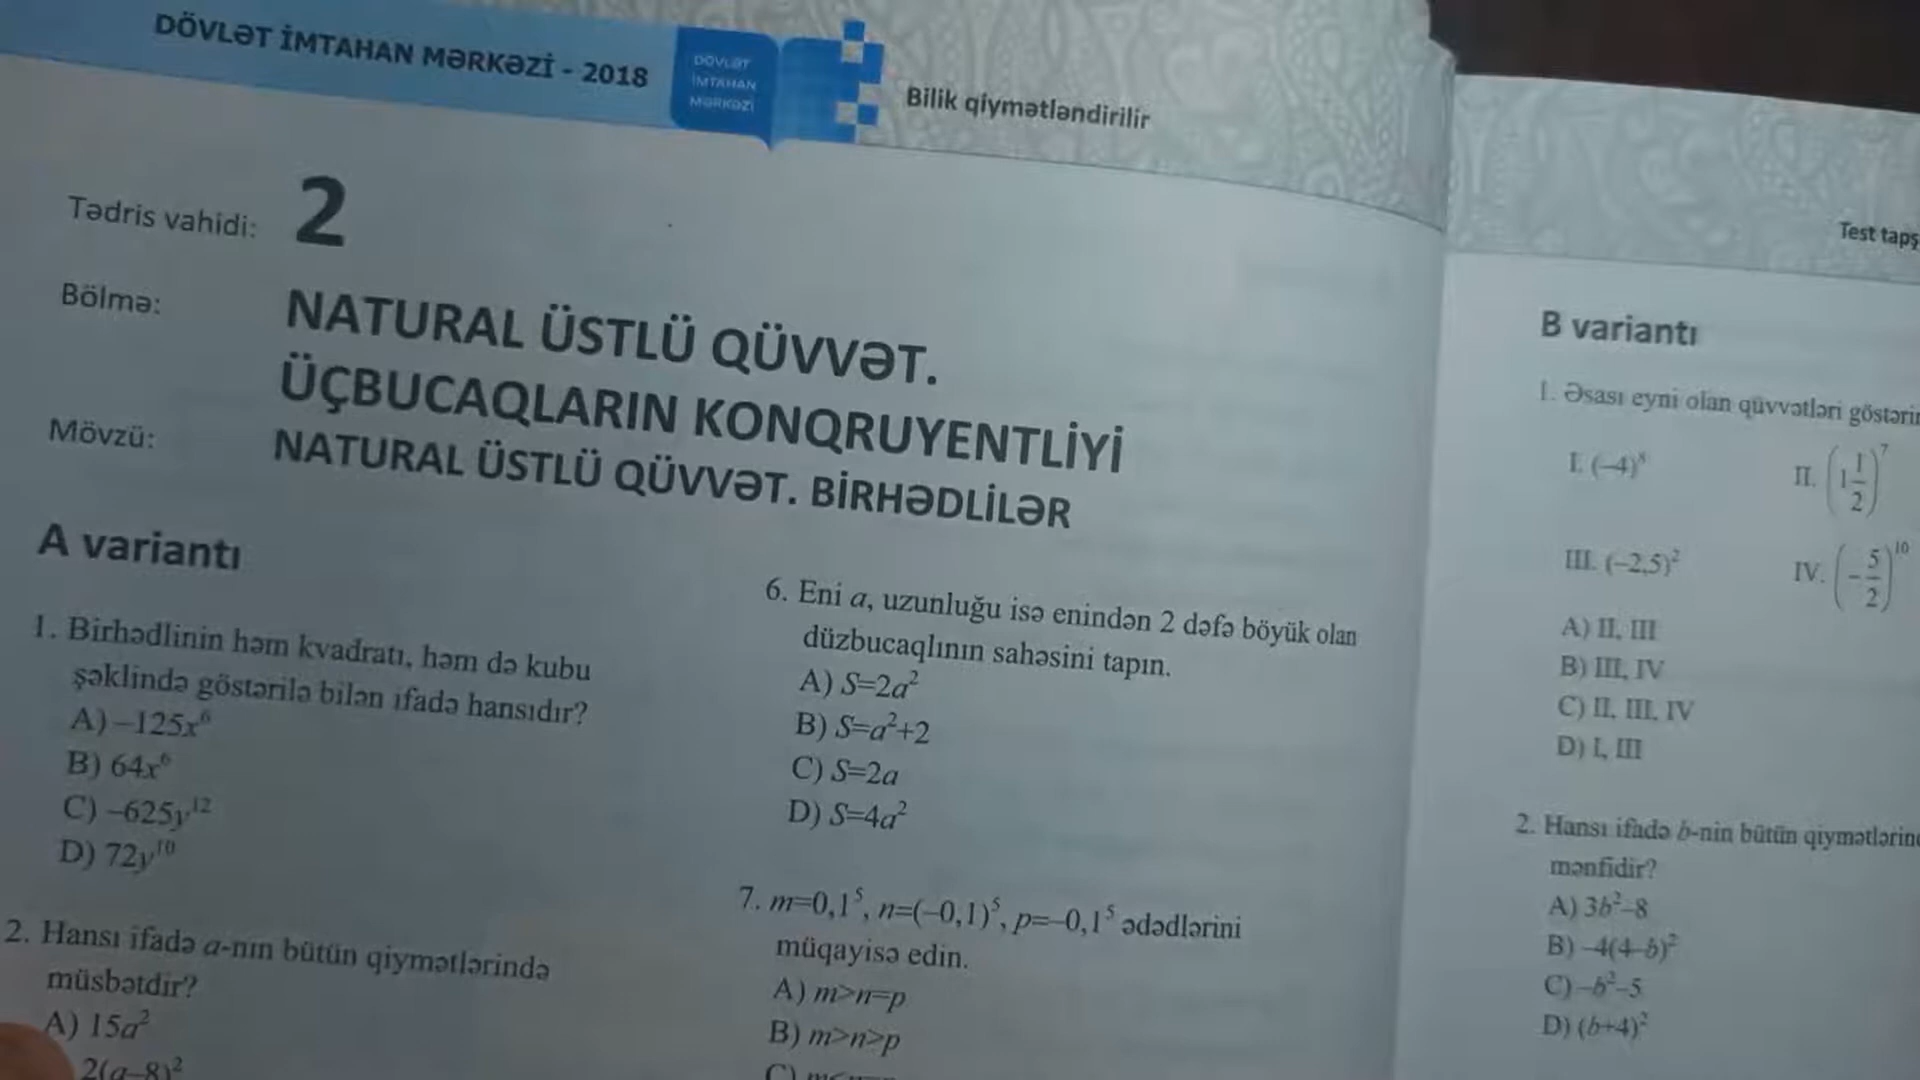 DÖVLƏT İMTAHAN MƏRKƏZİ - 2018
DÖVLƏT
İMTAHAN
MƏRKƏZİ
Bilik qiymətləndirilir
Tədris vahidi: 2
Bölmə: NATURAL ÜSTLÜ QÜVVƏT.
ÜÇBUCAQLARIN KONQRUYENTLİYİ
Mövzü: NATURAL ÜSTLÜ QÜVVƏT. BİRHƏDLİLƏR
A variantı
1. Birhədlinin həm kvadratı, həm də kubu
şəklində göstərilə bilən ifadə hansıdır?
A) –125x⁶
B) 64x⁶
C) –625y¹²
D) 72y¹⁰
2. Hansı ifadə a-nın bütün qiymətlərində
müsbətdir?
A) 15a²
2(a–8)²
6. Eni a, uzunluğu isə enindən 2 dəfə böyük olan
düzbucaqlının sahəsini tapın.
A) S=2a²
B) S=a²+2
C) S=2a
D) S=4a²
7. m=0,1⁵, n=(–0,1)⁵, p=–0,1⁵ ədədlərini
müqayisə edin.
A) m>n=p
B) m>n>p
Test
B variantı
1. Əsası eyni olan qüvvətləri
I. (–4)⁸ II. (1 1/2)⁷
III. (–2,5)² IV. (–5/2)¹⁰
A) II, III
B) III, IV
C) II, III, IV
D) I, III
2. Hansı ifadə b-nin bütün
mənfidir?
A) 3b²–8
B) –4(4–b)²
C) –b²–5
D) (b+4)²